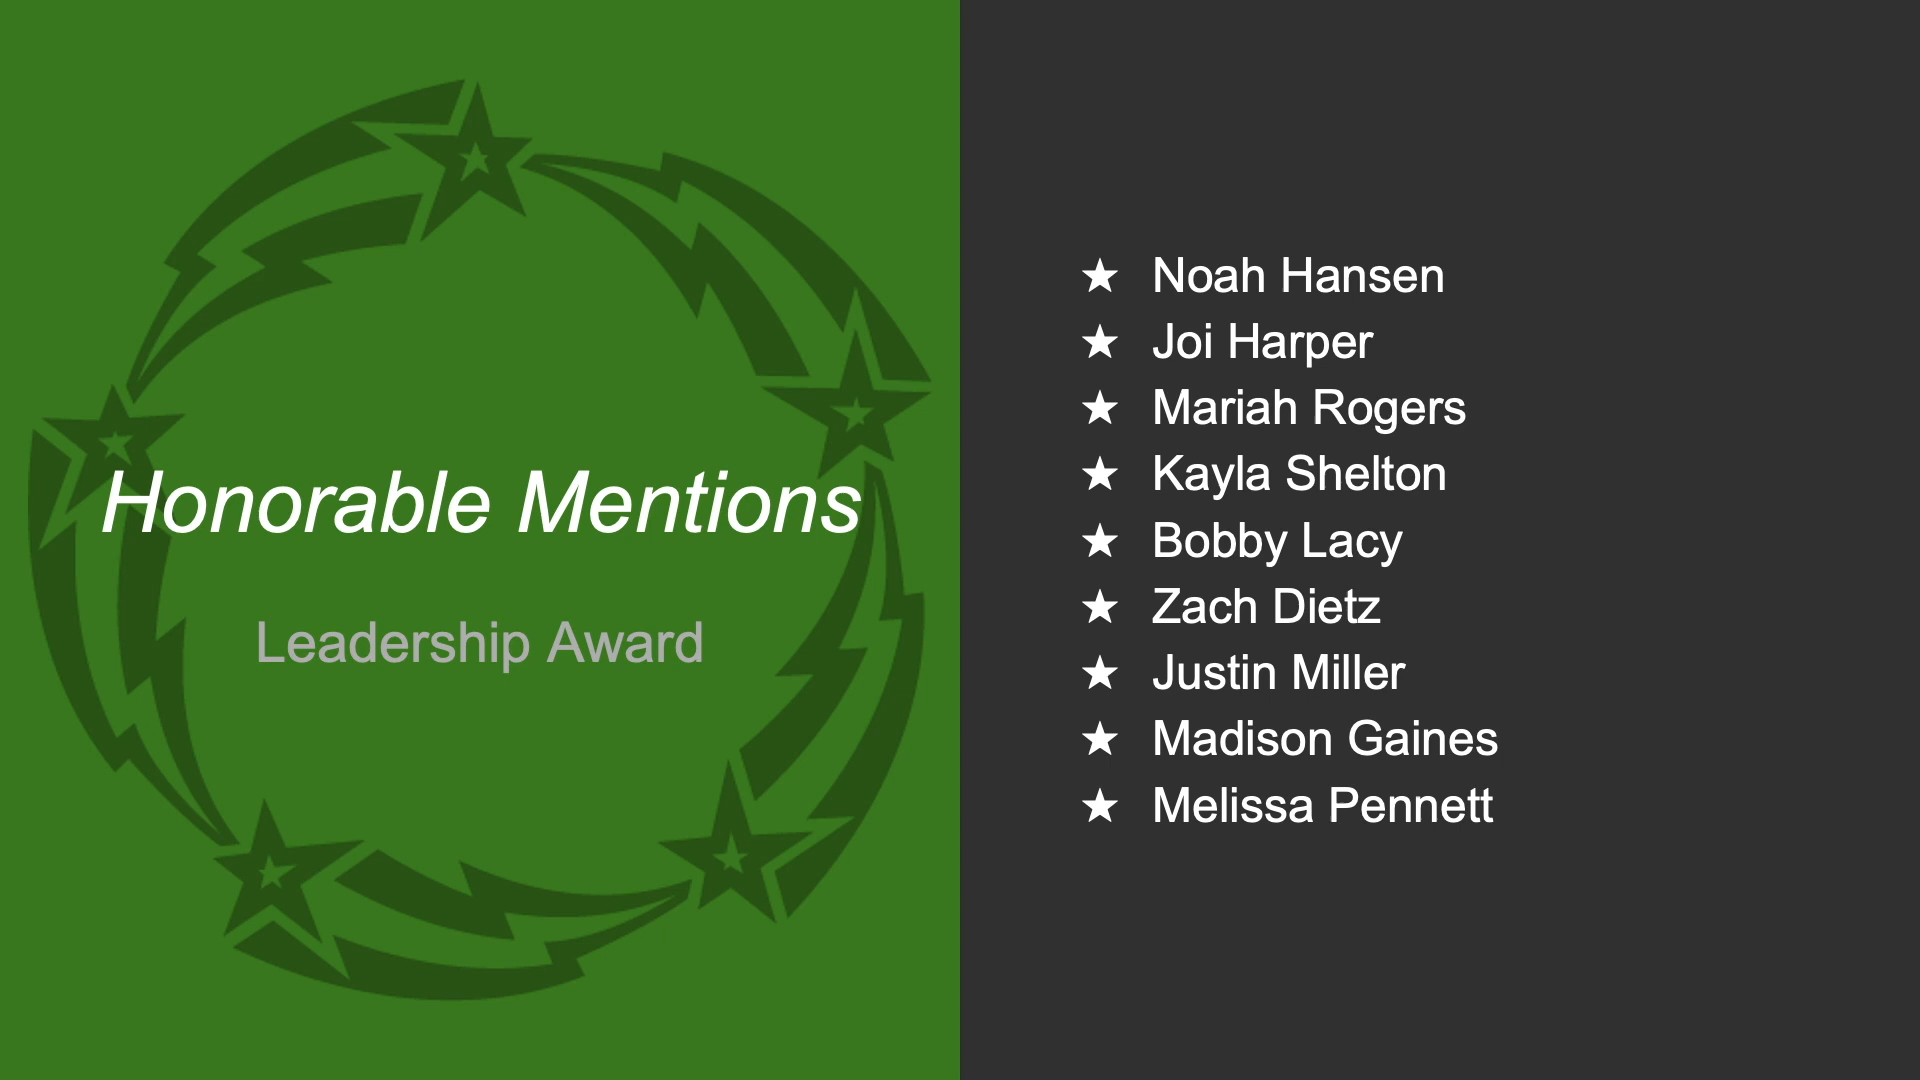 Honorable Mentions
Leadership Award
★ Noah Hansen
★ Joi Harper
★ Mariah Rogers
★ Kayla Shelton
★ Bobby Lacy
★ Zach Dietz
★ Justin Miller
★ Madison Gaines
★ Melissa Pennett